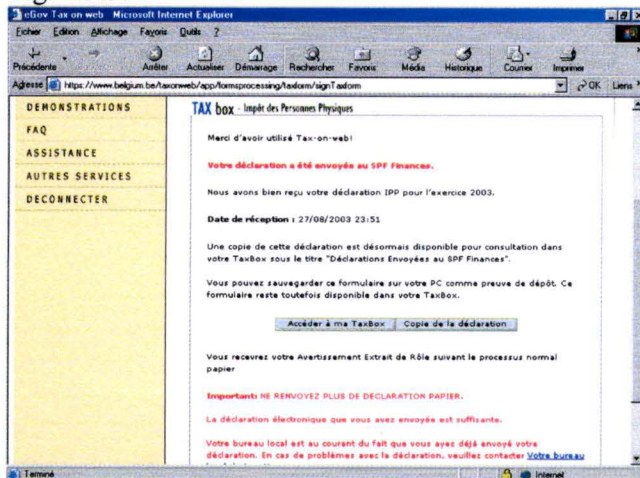 eGov Tax on web - Microsoft Internet Explorer
Fichier Edition Affichage Favoris Outils ?
Précédente Arrêter Actualiser Démarrage Rechercher Favoris Média Historique Courrier Imprimer
Adresse https://www.belgium.be/taxonweb/app/formsprocessing/taxform/signTaxform OK Liens
DEMONSTRATIONS
FAQ
ASSISTANCE
AUTRES SERVICES
DECONNECTER
TAX box - Impôt des Personnes Physiques
Merci d'avoir utilisé Tax-on-web!
Votre déclaration a été envoyée au SPF Finances.
Nous avons bien reçu votre déclaration IPP pour l'exercice 2003.
Date de réception : 27/08/2003 23:51
Une copie de cette déclaration est désormais disponible pour consultation dans
votre TaxBox sous le titre "Déclarations Envoyées au SPF Finances".
Vous pouvez sauvegarder ce formulaire sur votre PC comme preuve de dépôt. Ce
formulaire reste toutefois disponible dans votre TaxBox.
Accéder à ma TaxBox Copie de la déclaration
Vous recevrez votre Avertissement Extrait de Rôle suivant le processus normal
papier
Important: NE RENVOYEZ PLUS DE DECLARATION PAPIER.
La déclaration électronique que vous avez envoyée est suffisante.
Votre bureau local est au courant du fait que vous ayez déjà envoyé votre
déclaration. En cas de problèmes avec la déclaration, veuillez contacter Votre bureau
Terminé Internet